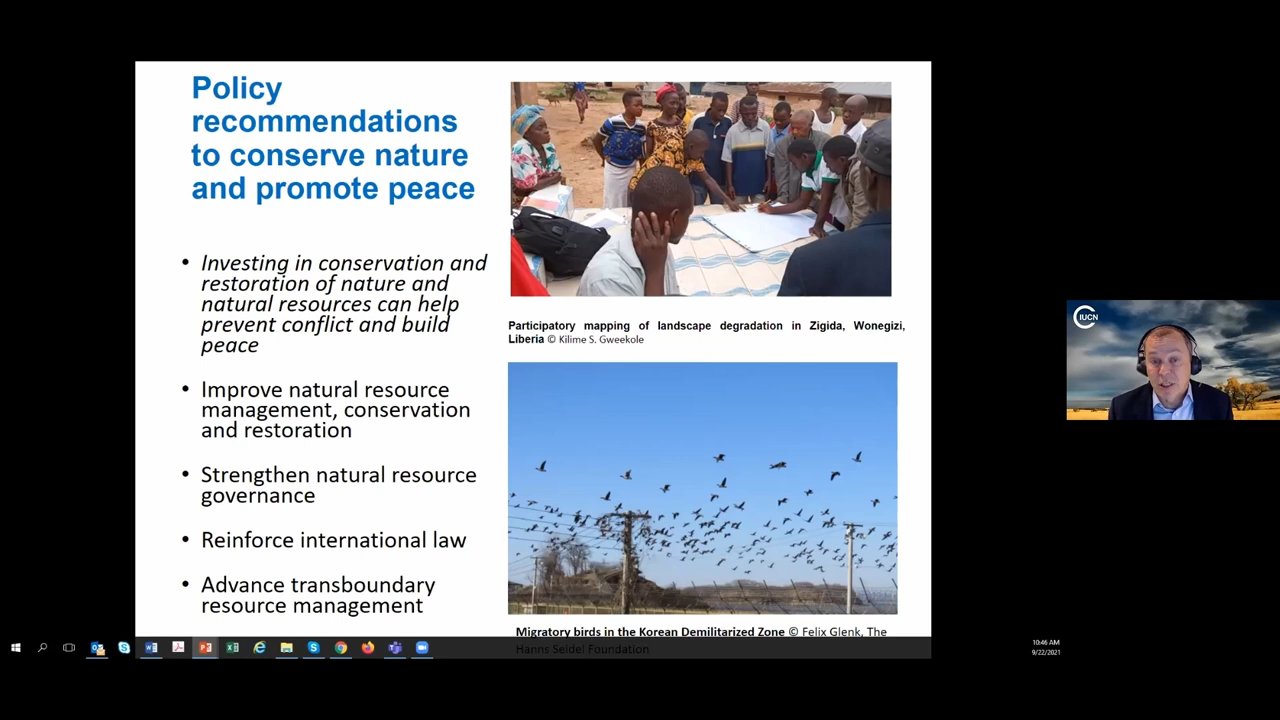 Policy
recommendations
to conserve nature
and promote peace
• Investing in conservation and
restoration of nature and
natural resources can help
prevent conflict and build
peace
• Improve natural resource
management, conservation
and restoration
• Strengthen natural resource
governance
• Reinforce international law
• Advance transboundary
resource management
Participatory mapping of landscape degradation in Zigida, Wonegizi,
Liberia © Kilime S. Gweekole
Migratory birds in the Korean Demilitarized Zone © Felix Glenk, The
Hanns Seidel Foundation
IUCN
10:46 AM
9/22/2021